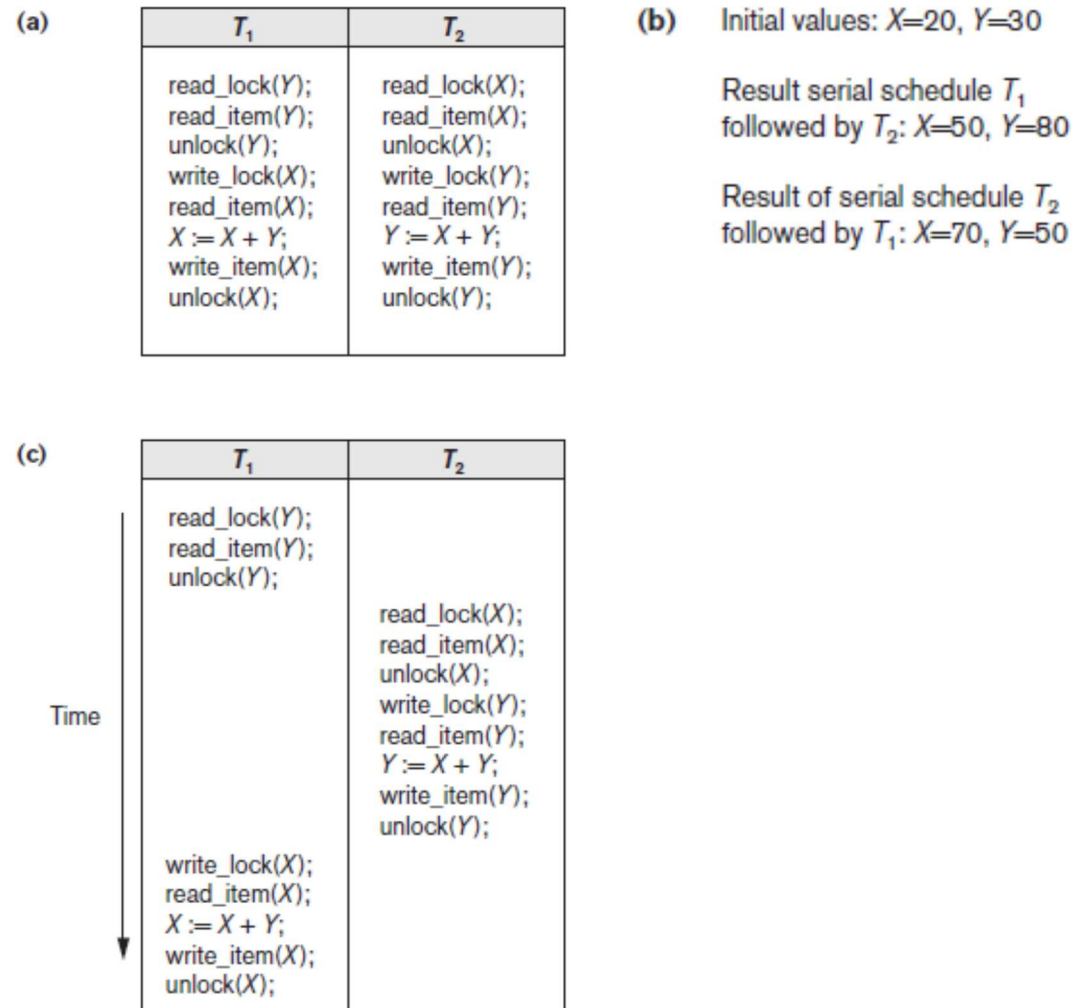 (a)
T₁ T₂
read_lock(Y); read_lock(X);
read_item(Y); read_item(X);
unlock(Y); unlock(X);
write_lock(X); write_lock(Y);
read_item(X); read_item(Y);
X := X + Y; Y := X + Y;
write_item(X); write_item(Y);
unlock(X); unlock(Y);
(b) Initial values: X=20, Y=30
Result serial schedule T₁
followed by T₂: X=50, Y=80
Result of serial schedule T₂
followed by T₁: X=70, Y=50
(c)
T₁ T₂
Time
read_lock(Y);
read_item(Y);
unlock(Y);
read_lock(X);
read_item(X);
unlock(X);
write_lock(Y);
read_item(Y);
Y := X + Y;
write_item(Y);
unlock(Y);
write_lock(X);
read_item(X);
X := X + Y;
write_item(X);
unlock(X);